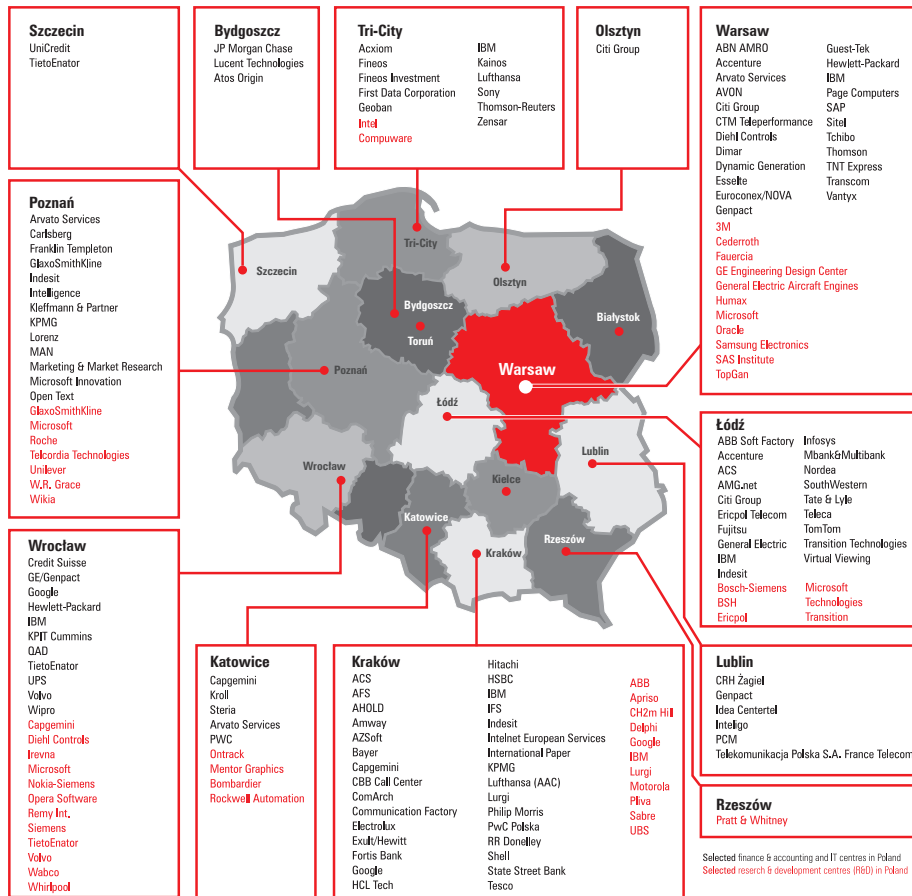 Szczecin
UniCredit
TietoEnator
Bydgoszcz
JP Morgan Chase
Lucent Technologies
Atos Origin
Tri-City
Acxiom
Fineos
Fineos Investment
First Data Corporation
Geoban
Intel
Compuware
IBM
Kainos
Lufthansa
Sony
Thomson-Reuters
Zensar
Olsztyn
Citi Group
Warsaw
ABN AMRO
Accenture
Arvato Services
AVON
Citi Group
CTM Teleperformance
Diehl Controls
Dimar
Dynamic Generation
Esselte
Euroconex/NOVA
Genpact
3M
Cederroth
Fauercia
GE Engineering Design Center
General Electric Aircraft Engines
Humax
Microsoft
Oracle
Samsung Electronics
SAS Institute
TopGan
Guest-Tek
Hewlett-Packard
IBM
Page Computers
SAP
Sitel
Tchibo
Thomson
TNT Express
Transcom
Vantyx
Poznań
Arvato Services
Carlsberg
Franklin Templeton
GlaxoSmithKline
Indesit
Intelligence
Kleffmann & Partner
KPMG
Lorenz
MAN
Marketing & Market Research
Microsoft Innovation
Open Text
GlaxoSmithKline
Microsoft
Roche
Telcordia Technologies
Unilever
W.R. Grace
Wikia
Szczecin
Tri-City
Olsztyn
Bydgoszcz
Toruń
Białystok
Poznań
Warsaw
Łódź
Wrocław
Lublin
Kielce
Katowice
Kraków
Rzeszów
Łódź
ABB Soft Factory
Accenture
ACS
AMG.net
Citi Group
Ericpol Telecom
Fujitsu
General Electric
IBM
Indesit
Bosch-Siemens
BSH
Ericpol
Infosys
Mbank&Multibank
Nordea
SouthWestern
Tate & Lyle
Teleca
TomTom
Transition Technologies
Virtual Viewing
Microsoft
Technologies
Transition
Wrocław
Credit Suisse
GE/Genpact
Google
Hewlett-Packard
IBM
KPIT Cummins
QAD
TietoEnator
UPS
Volvo
Wipro
Capgemini
Diehl Controls
Irevna
Microsoft
Nokia-Siemens
Opera Software
Remy Int.
Siemens
TietoEnator
Volvo
Wabco
Whirlpool
Katowice
Capgemini
Kroll
Steria
Arvato Services
PWC
Ontrack
Mentor Graphics
Bombardier
Rockwell Automation
Kraków
ACS
AFS
AHOLD
Amway
AZSoft
Bayer
Capgemini
CBB Call Center
ComArch
Communication Factory
Electrolux
Exult/Hewitt
Fortis Bank
Google
HCL Tech
Hitachi
HSBC
IBM
IFS
Indesit
Intelnet European Services
International Paper
KPMG
Lufthansa (AAC)
Lurgi
Philip Morris
PwC Polska
RR Donelley
Shell
State Street Bank
Tesco
ABB
Apriso
CH2m Hill
Delphi
Google
IBM
Lurgi
Motorola
Pliva
Sabre
UBS
Lublin
CRH Żagiel
Genpact
Idea Centertel
Inteligo
PCM
Telekomunikacja Polska S.A. France Telecom
Rzeszów
Pratt & Whitney
Selected finance & accounting and IT centres in Poland
Selected reserch & development centres (R&D) in Poland